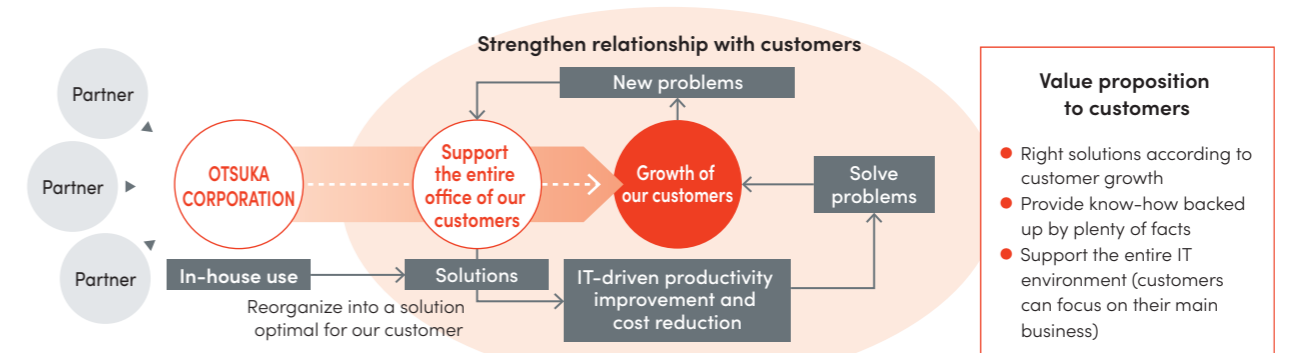 Strengthen relationship with customers
New problems
Partner
Partner
Partner
OTSUKA
CORPORATION
Support
the entire
office of our
customers
Growth of
our customers
Solve
problems
In-house use
Solutions
Reorganize into a solution
optimal for our customer
IT-driven productivity
improvement and
cost reduction
Value proposition
to customers
Right solutions according to
customer growth
Provide know-how backed
up by plenty of facts
Support the entire IT
environment (customers
can focus on their main
business)